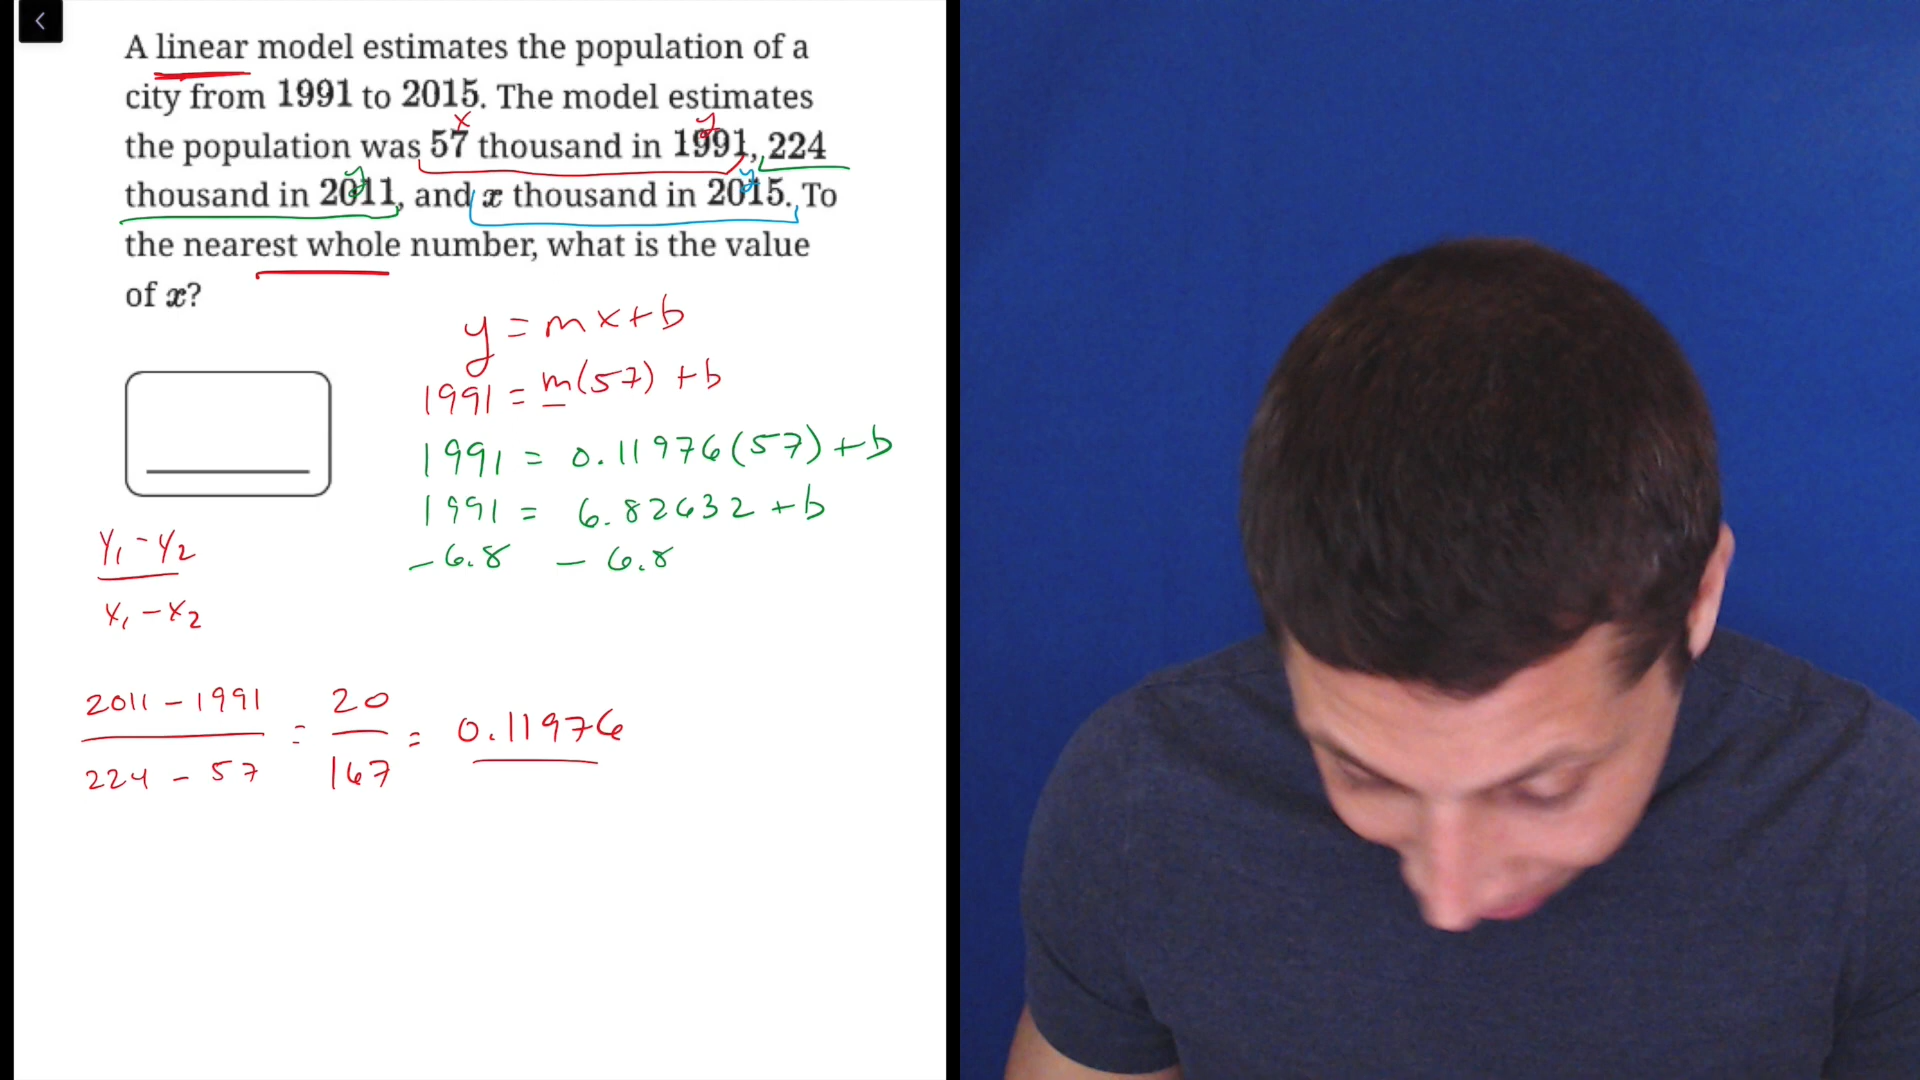 A linear model estimates the population of a
city from 1991 to 2015. The model estimates
x y
the population was 57 thousand in 1991, 224
y y
thousand in 2011, and x thousand in 2015. To
the nearest whole number, what is the value
of x?
y = mx+b
1991 = m(57) +b
1991 = 0.11976(57)+b
1991 = 6.82632 +b
-6.8 - 6.8
Y₁ - Y₂
X₁ - X₂
2011 - 1991
224 - 57
=
20
167
= 0.11976